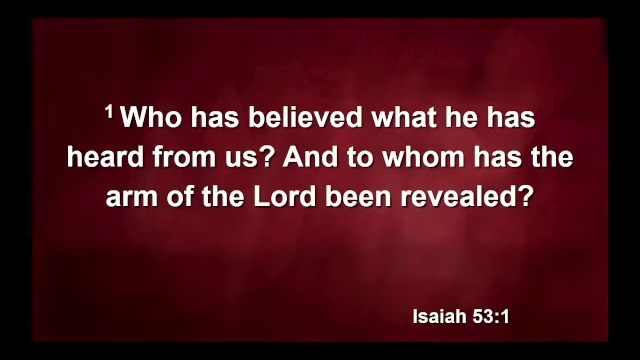 1 Who has believed what he has
heard from us? And to whom has the
arm of the Lord been revealed?
Isaiah 53:1